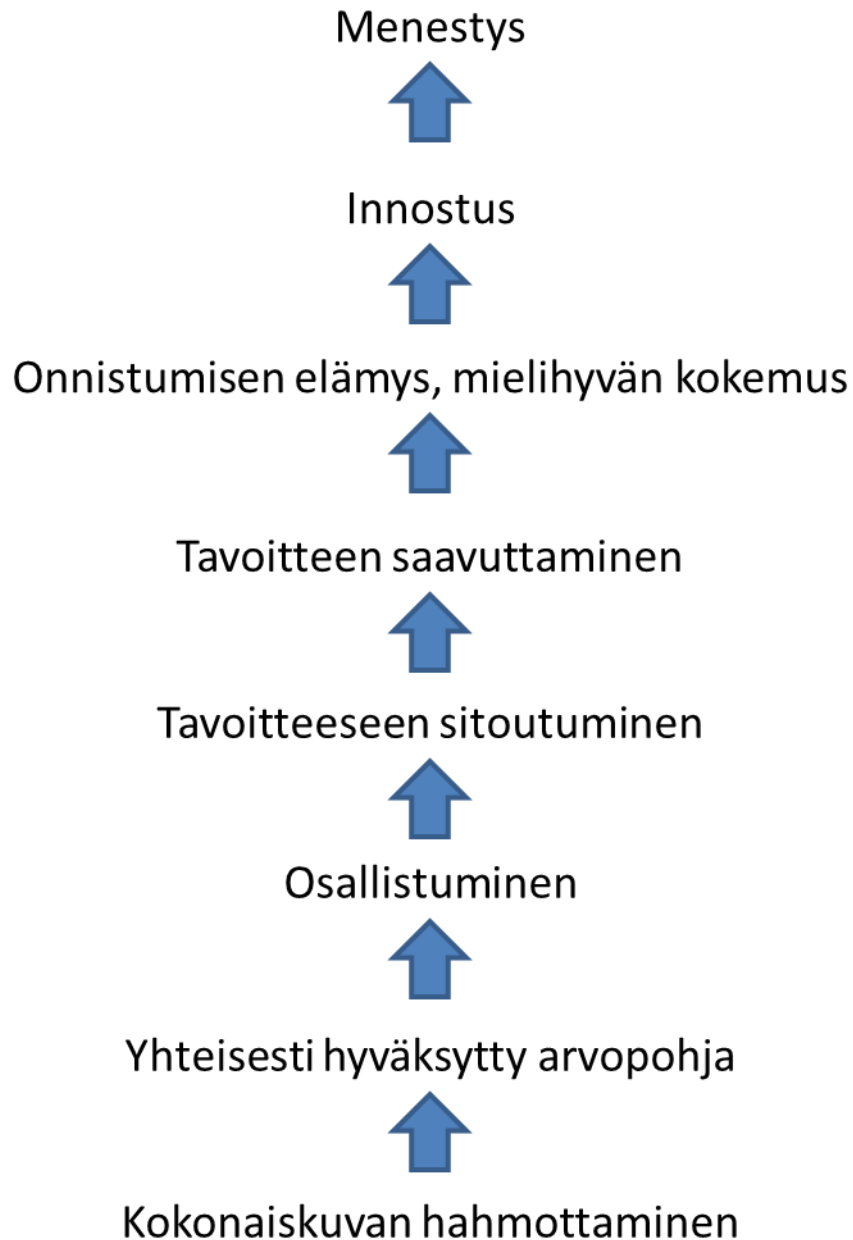 Menestys
Innostus
Onnistumisen elämys, mielihyvän kokemus
Tavoitteen saavuttaminen
Tavoitteeseen sitoutuminen
Osallistuminen
Yhteisesti hyväksytty arvopohja
Kokonaiskuvan hahmottaminen